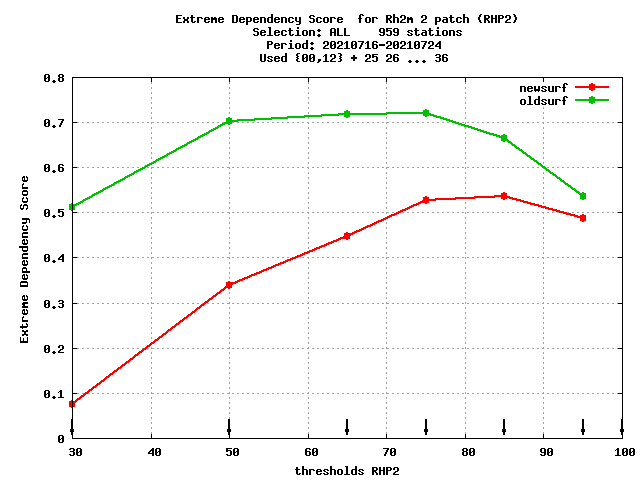 Extreme Dependency Score  for Rh2m 2 patch (RHP2)
Selection: ALL    959 stations
Period: 20210716-20210724
Used {00,12} + 25 26 ... 36
newsurf
oldsurf
0.8
0.7
0.6
0.5
0.4
0.3
0.2
0.1
0
Extreme Dependency Score
30 40 50 60 70 80 90 100
thresholds RHP2